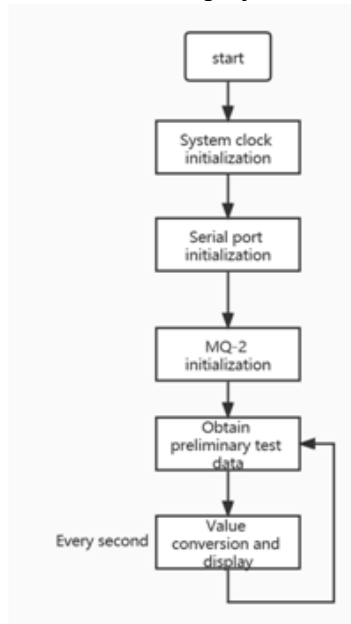 start
System clock
initialization
Serial port
initialization
MQ-2
initialization
Obtain
preliminary test
data
Every second
Value
conversion and
display